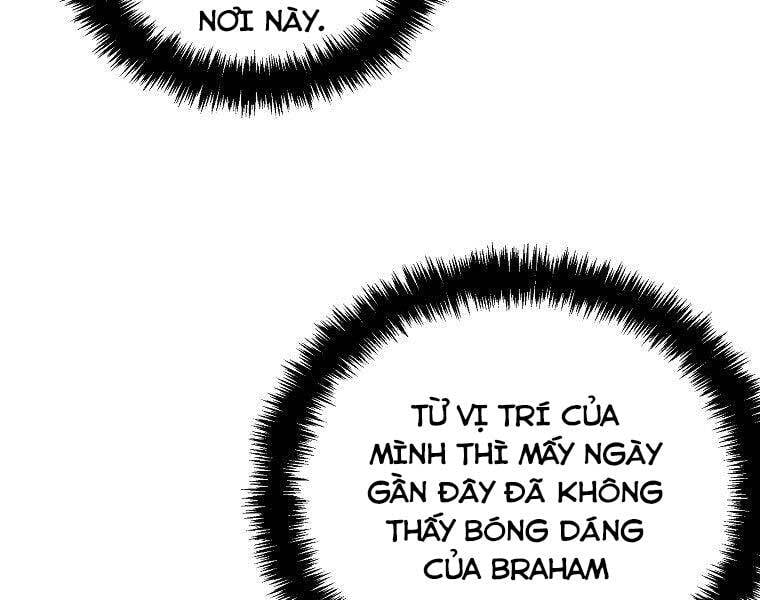 NƠI NÀY.
TỪ VỊ TRÍ CỦA
MÌNH THÌ MẤY NGÀY
GẦN ĐÂY ĐÃ KHÔNG
THẤY BÓNG DÁNG
CỦA BRAHAM